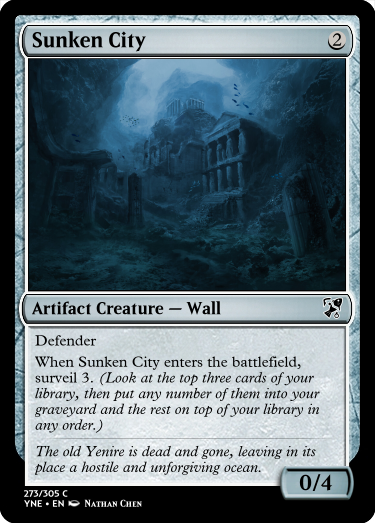 Sunken City 2
Artifact Creature — Wall
Defender
When Sunken City enters the battlefield,
surveil 3. (Look at the top three cards of your
library, then put any number of them into your
graveyard and the rest on top of your library in
any order.)
The old Yenire is dead and gone, leaving in its
place a hostile and unforgiving ocean.
0/4
273/305 C
YNE • EN Nathan Chen